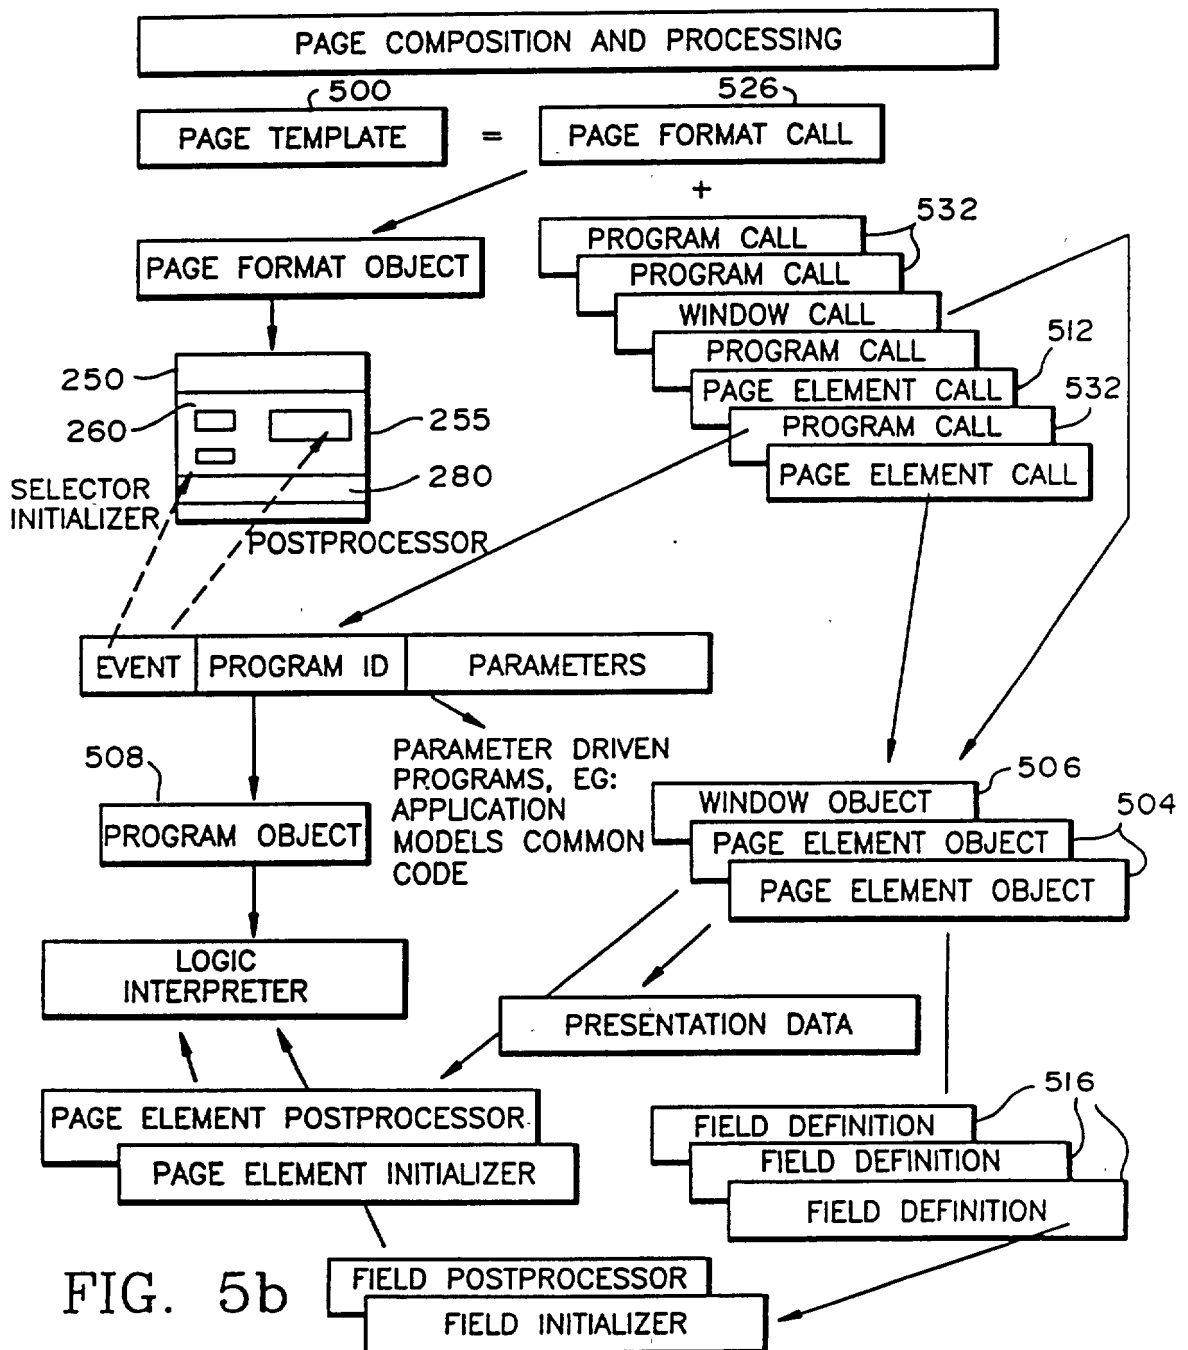 PAGE COMPOSITION AND PROCESSING
500
526
PAGE TEMPLATE = PAGE FORMAT CALL
+
532
PROGRAM CALL
PROGRAM CALL
PAGE FORMAT OBJECT
WINDOW CALL
PROGRAM CALL
512
PAGE ELEMENT CALL
532
PROGRAM CALL
PAGE ELEMENT CALL
250
260
255
280
SELECTOR
INITIALIZER
POSTPROCESSOR
EVENT PROGRAM ID PARAMETERS
PARAMETER DRIVEN
PROGRAMS, EG:
APPLICATION
MODELS COMMON
CODE
508
PROGRAM OBJECT
506
WINDOW OBJECT
504
PAGE ELEMENT OBJECT
PAGE ELEMENT OBJECT
LOGIC
INTERPRETER
PRESENTATION DATA
PAGE ELEMENT POSTPROCESSOR
PAGE ELEMENT INITIALIZER
516
FIELD DEFINITION
FIELD DEFINITION
FIELD DEFINITION
FIELD POSTPROCESSOR
FIELD INITIALIZER
FIG. 5b